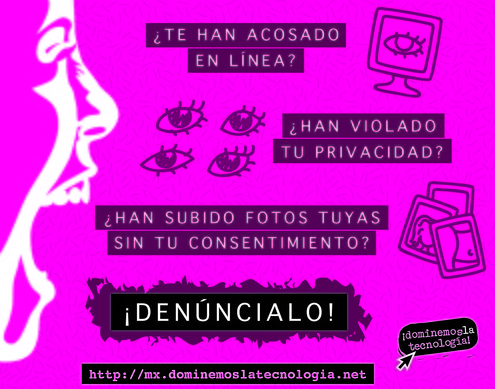 ¿TE HAN ACOSADO
EN LÍNEA?
¿HAN VIOLADO
TU PRIVACIDAD?
¿HAN SUBIDO FOTOS TUYAS
SIN TU CONSENTIMIENTO?
¡DENÚNCIALO!
¡dominemosla
tecnología!
http://mx.dominemoslatecnologia.net